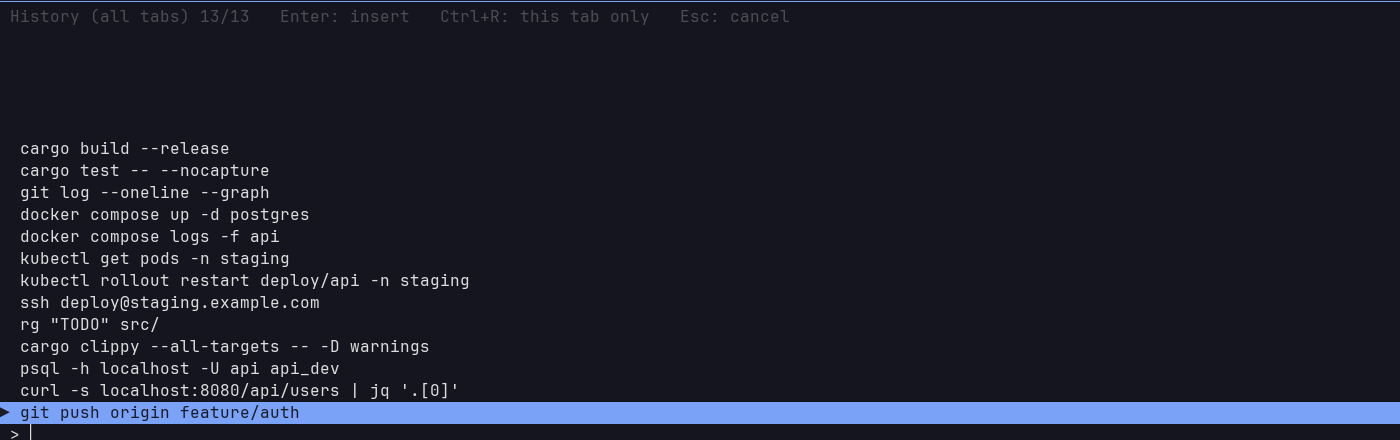 History (all tabs) 13/13   Enter: insert   Ctrl+R: this tab only   Esc: cancel
cargo build --release
cargo test -- --nocapture
git log --oneline --graph
docker compose up -d postgres
docker compose logs -f api
kubectl get pods -n staging
kubectl rollout restart deploy/api -n staging
ssh deploy@staging.example.com
rg "TODO" src/
cargo clippy --all-targets -- -D warnings
psql -h localhost -U api api_dev
curl -s localhost:8080/api/users | jq '.[0]'
▶ git push origin feature/auth
>